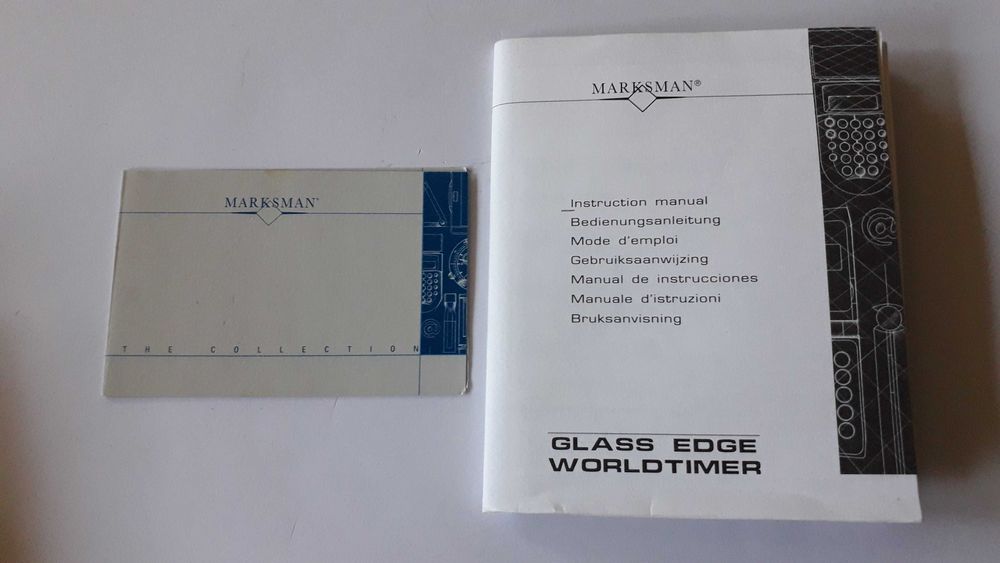 MARKSMAN®
THE COLLECTION
MARKSMAN®
Instruction manual
Bedienungsanleitung
Mode d'emploi
Gebruiksaanwijzing
Manual de instrucciones
Manuale d'istruzioni
Bruksanvisning
GLASS EDGE
WORLDTIMER
@
@